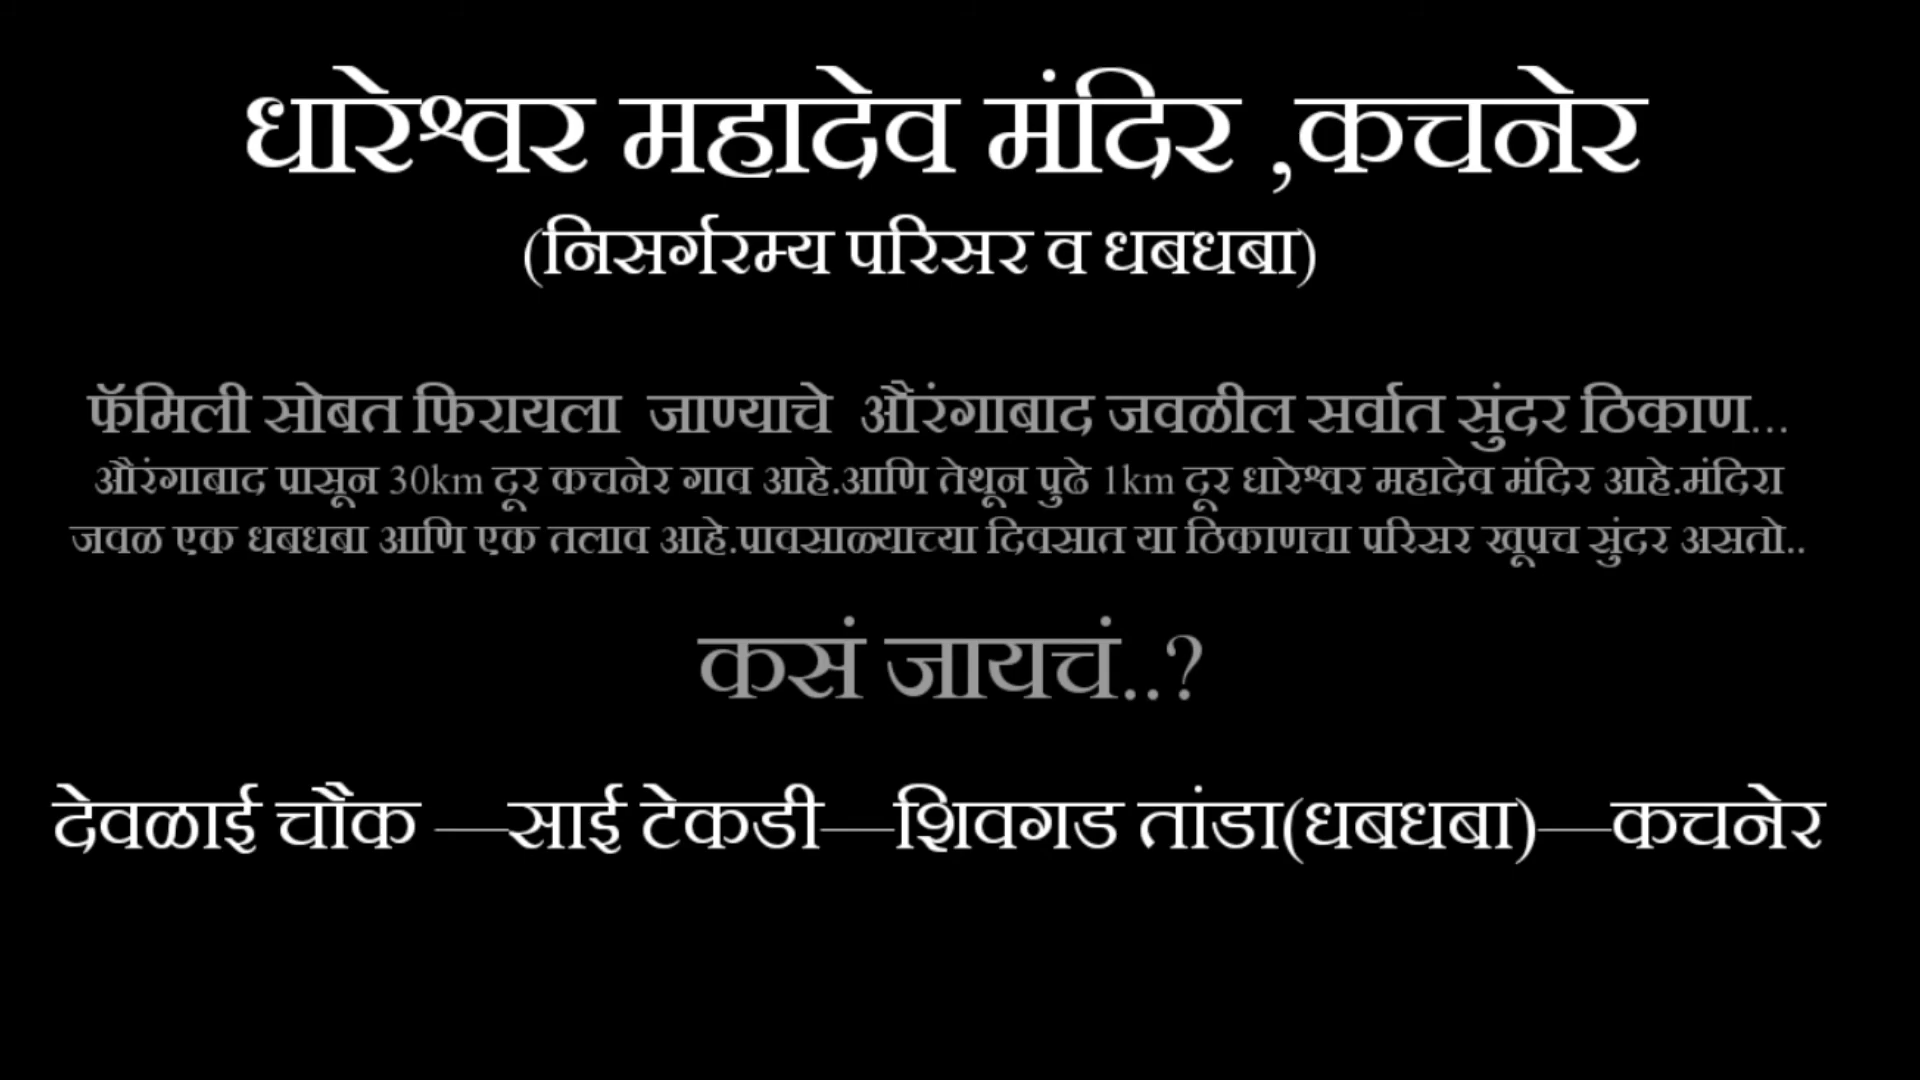 धारेश्वर महादेव मंदिर ,कचनेर
(निसर्गरम्य परिसर व धबधबा)
फॅमिली सोबत फिरायला जाण्याचे औरंगाबाद जवळील सर्वात सुंदर ठिकाण...
औरंगाबाद पासून 30km दूर कचनेर गाव आहे.आणि तेथून पुढे 1km दूर धारेश्वर महादेव मंदिर आहे.मंदिरा
जवळ एक धबधबा आणि एक तलाव आहे.पावसाळ्याच्या दिवसात या ठिकाणचा परिसर खूपच सुंदर असतो..
कसं जायचं..?
देवळाई चौक —साई टेकडी—शिवगड तांडा(धबधबा)—कचनेर